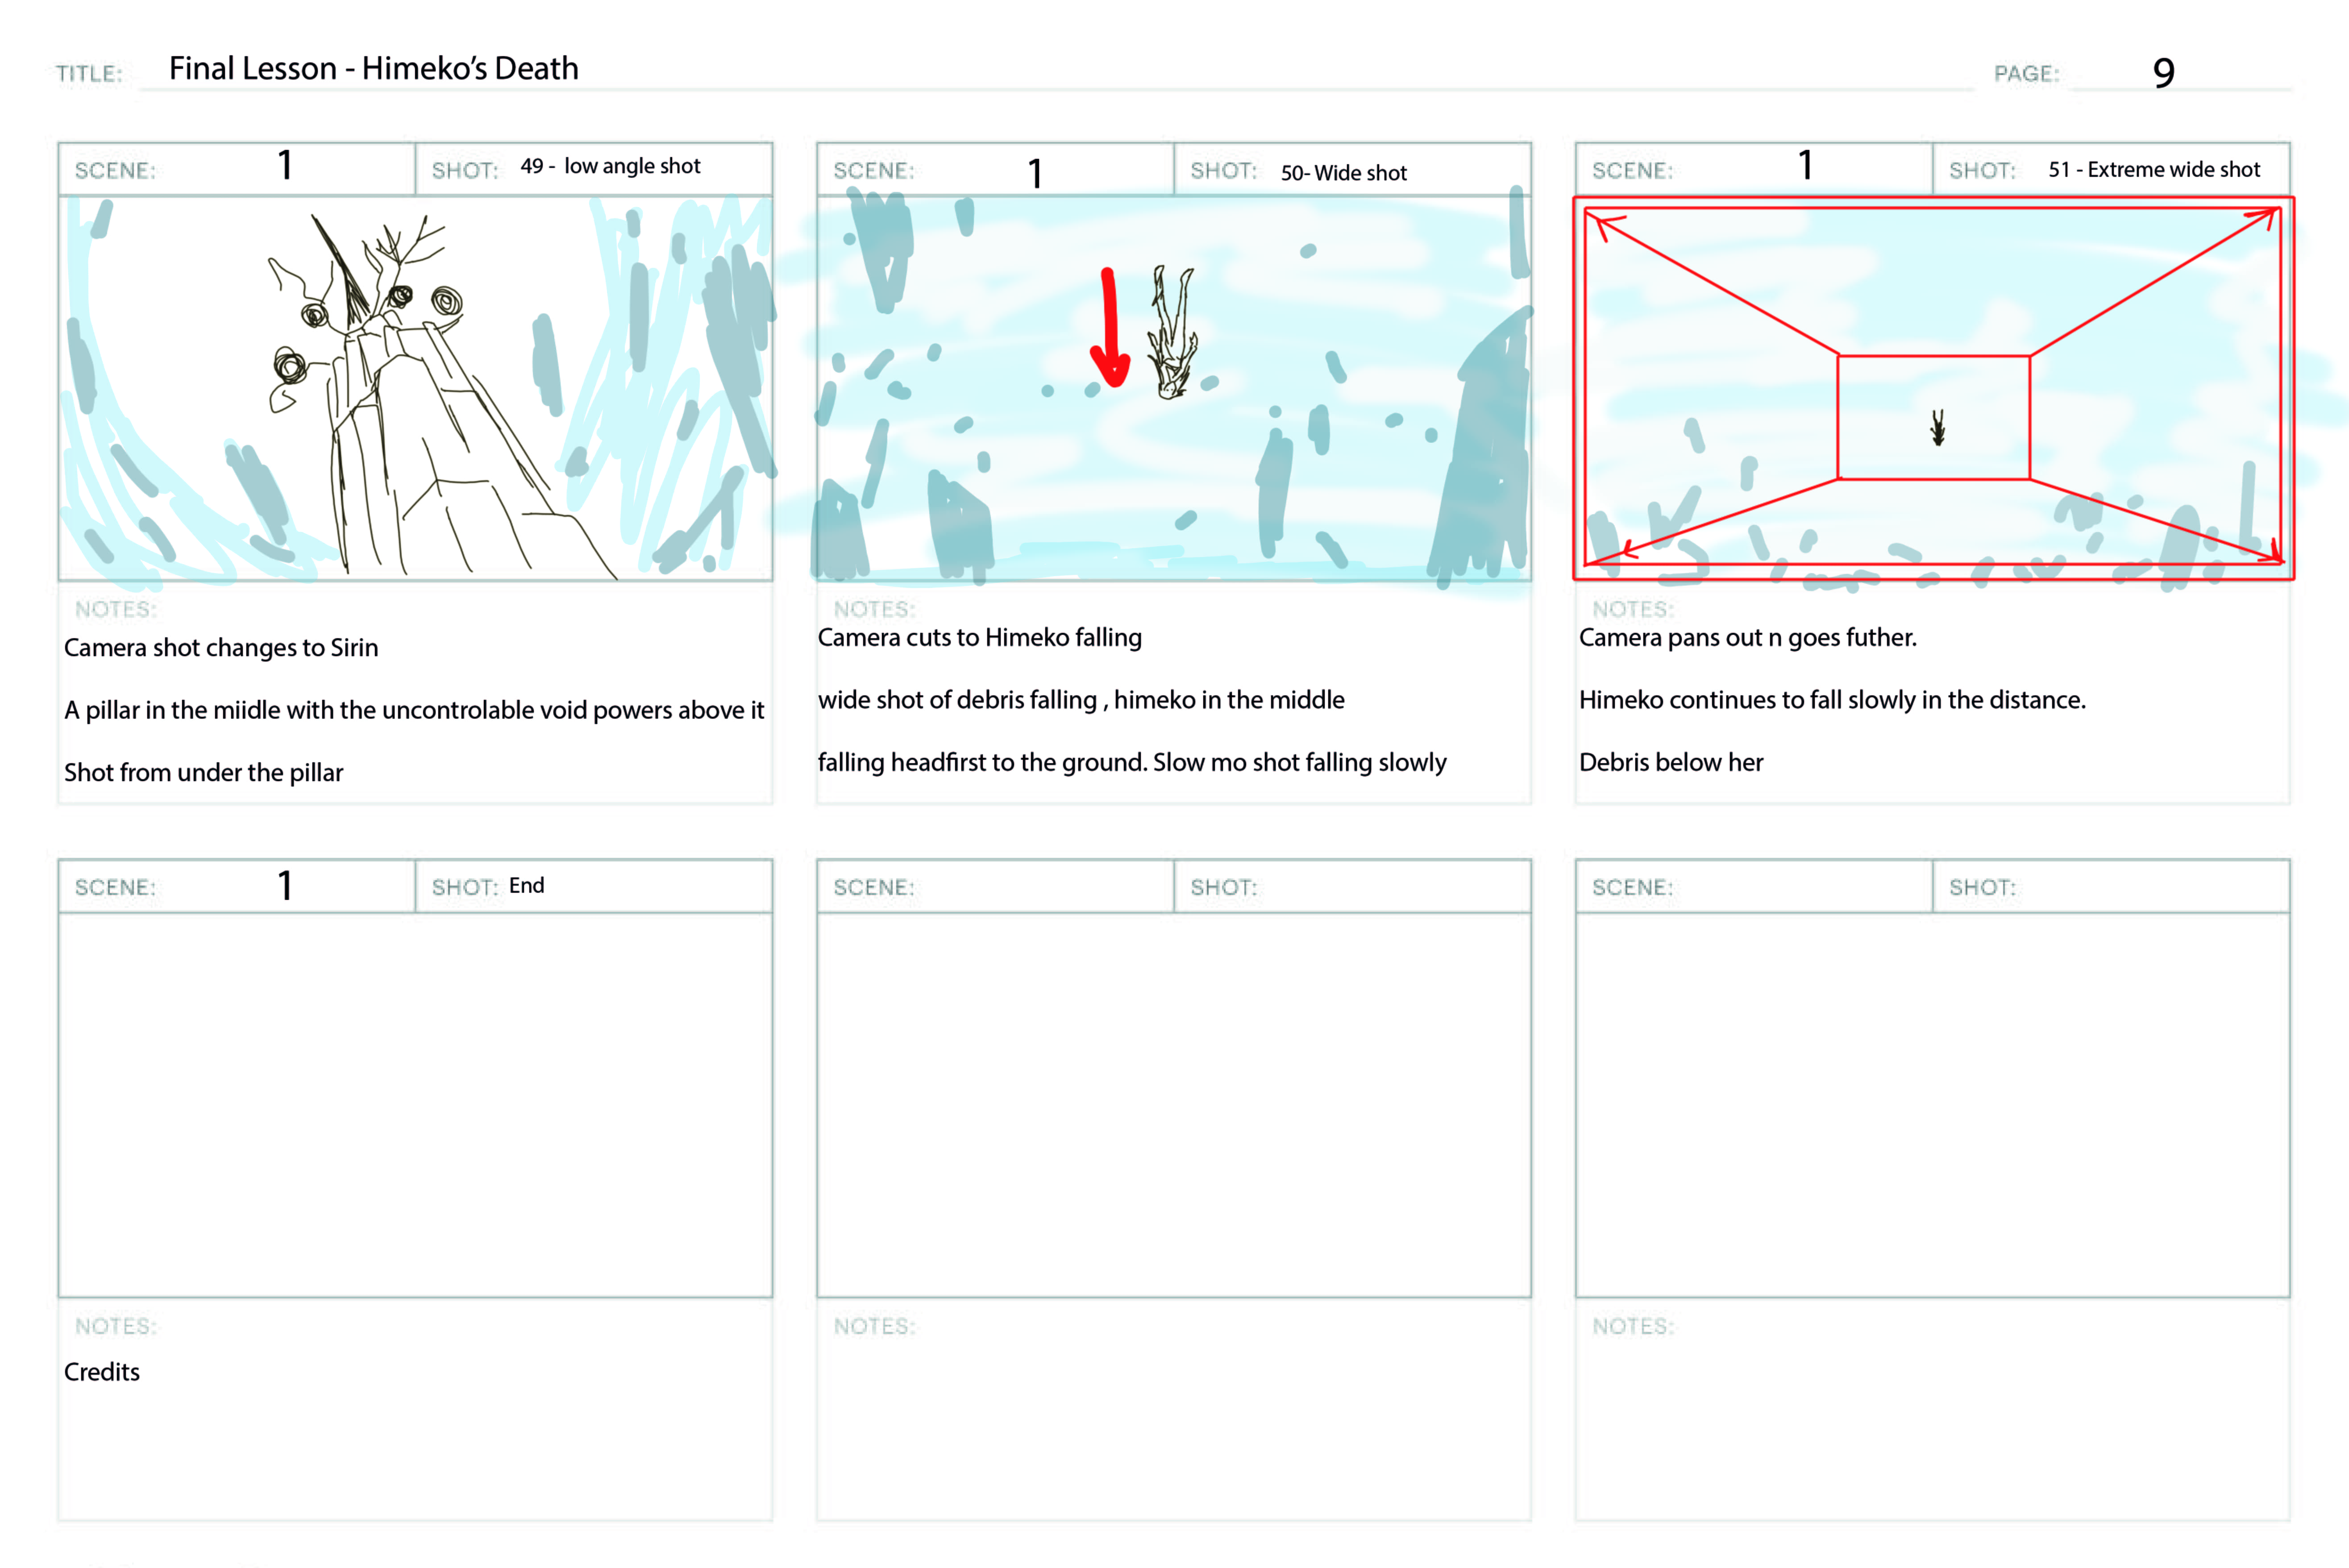 TITLE: Final Lesson - Himeko's Death PAGE: 9
SCENE: 1 SHOT: 49 - low angle shot
NOTES:
Camera shot changes to Sirin
A pillar in the miidle with the uncontrolable void powers above it
Shot from under the pillar
SCENE: 1 SHOT: 50- Wide shot
NOTES:
Camera cuts to Himeko falling
wide shot of debris falling , himeko in the middle
falling headfirst to the ground. Slow mo shot falling slowly
SCENE: 1 SHOT: 51 - Extreme wide shot
NOTES:
Camera pans out n goes futher.
Himeko continues to fall slowly in the distance.
Debris below her
SCENE: 1 SHOT: End
NOTES:
Credits
SCENE: SHOT:
NOTES:
SCENE: SHOT:
NOTES: